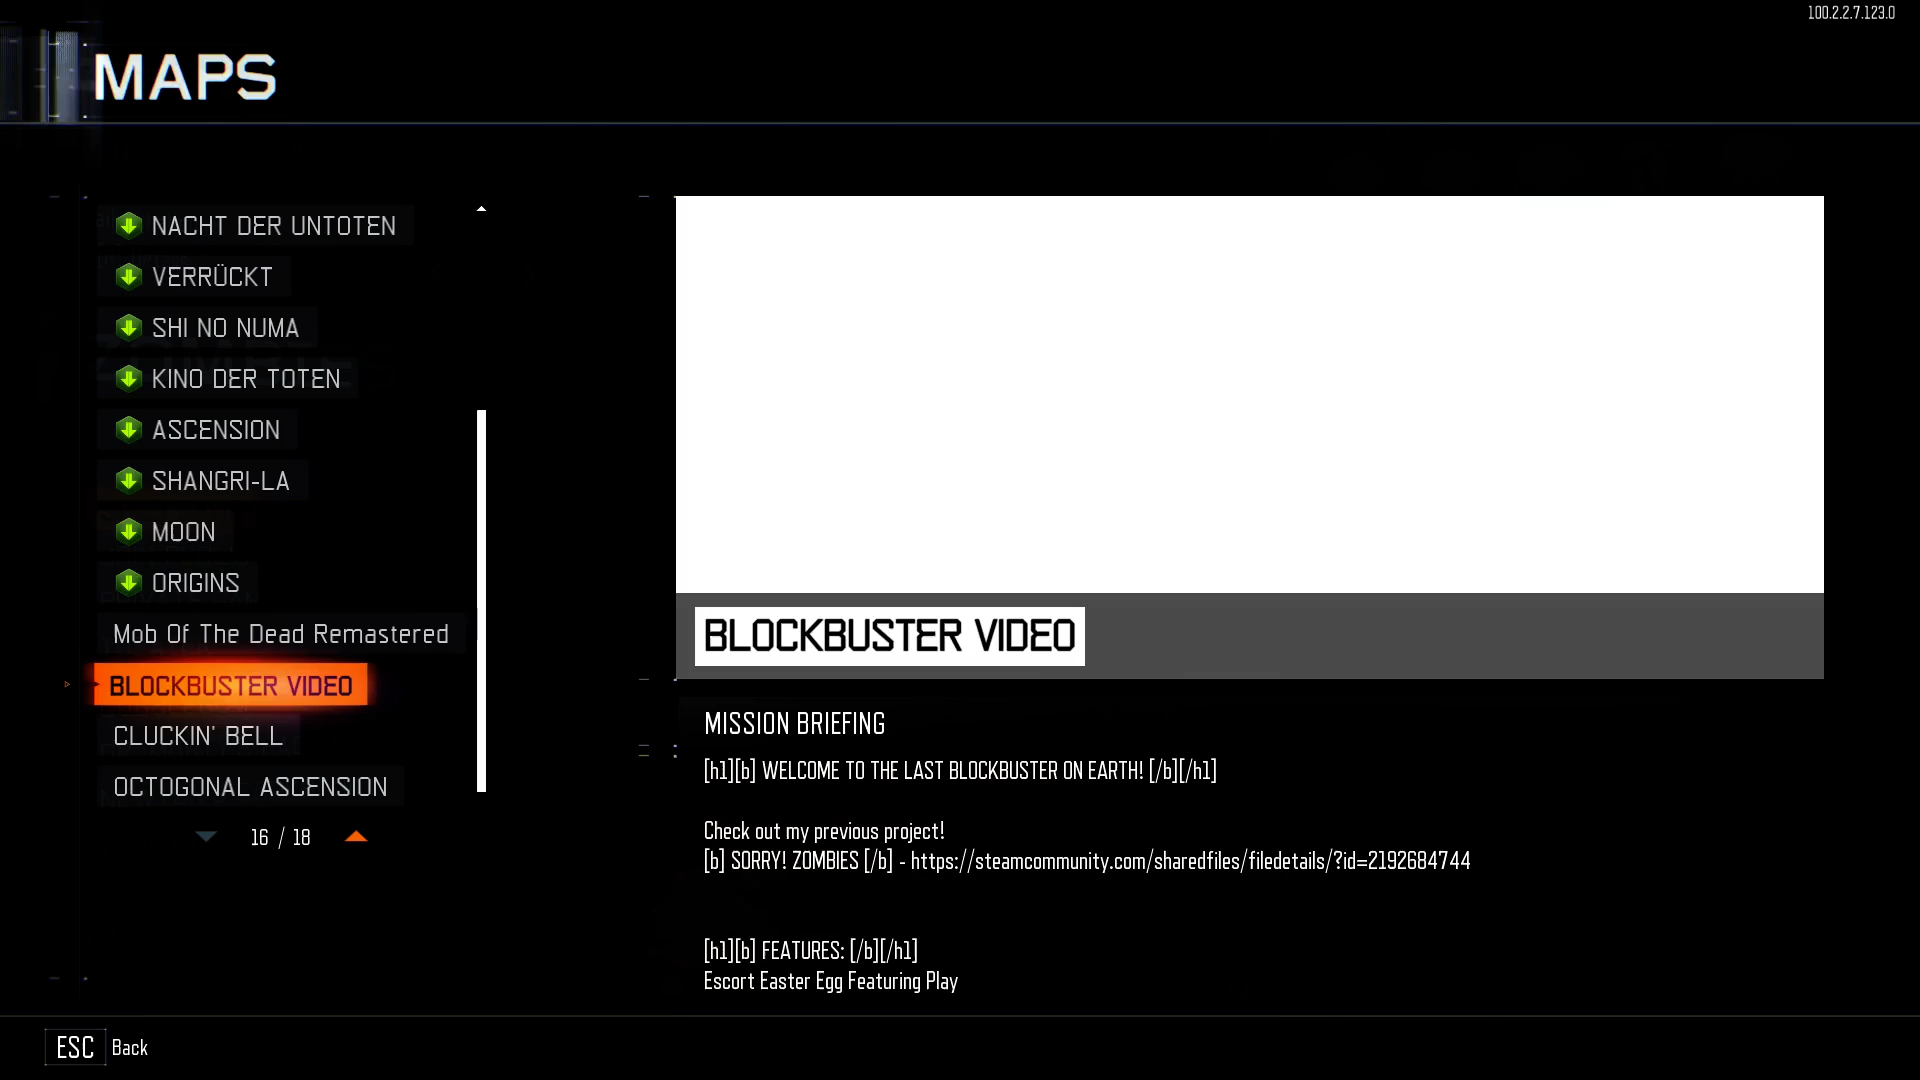 100.2.2.7.123.0
MAPS
NACHT DER UNTOTEN
VERRÜCKT
SHI NO NUMA
KINO DER TOTEN
ASCENSION
SHANGRI-LA
MOON
ORIGINS
Mob Of The Dead Remastered
BLOCKBUSTER VIDEO
CLUCKIN' BELL
OCTOGONAL ASCENSION
16 / 18
BLOCKBUSTER VIDEO
MISSION BRIEFING
[h1][b] WELCOME TO THE LAST BLOCKBUSTER ON EARTH! [/b][/h1]
Check out my previous project!
[b] SORRY! ZOMBIES [/b] - https://steamcommunity.com/sharedfiles/filedetails/?id=2192684744
[h1][b] FEATURES: [/b][/h1]
Escort Easter Egg Featuring Play
ESC Back